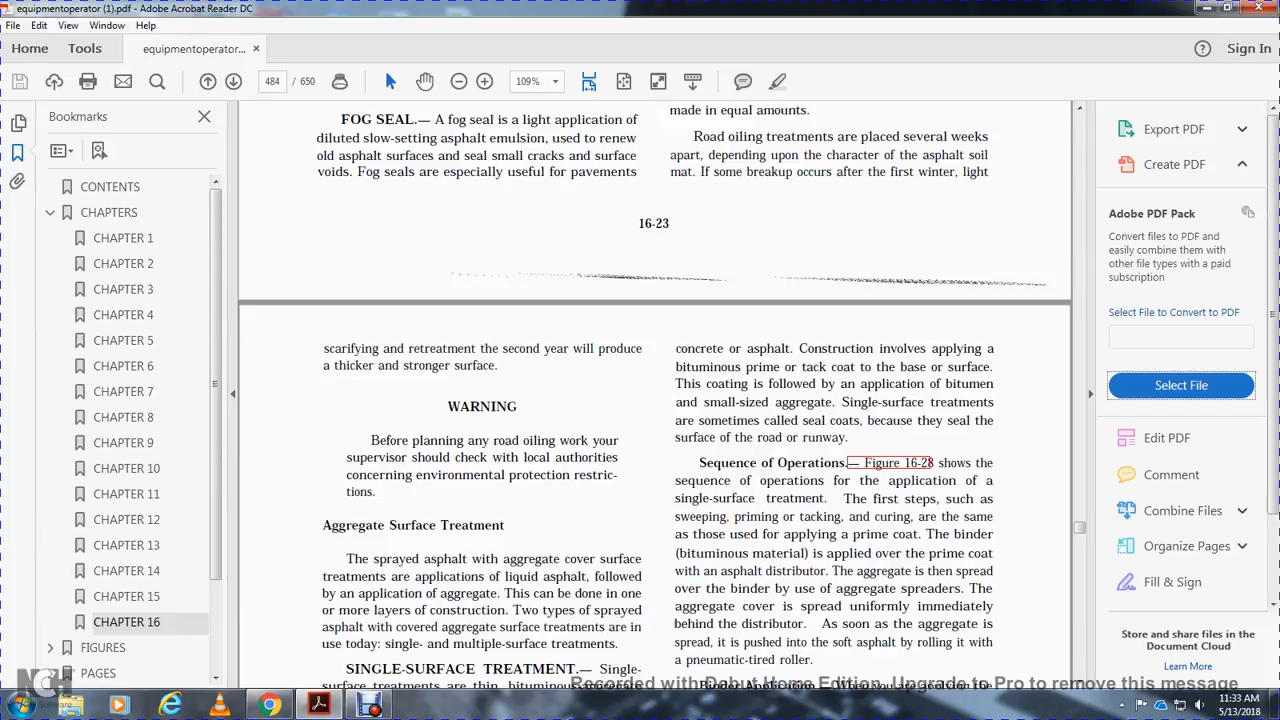 equipmentoperator (1).pdf - Adobe Acrobat Reader DC
File Edit View Window Help
Home Tools equipmentoperator... × Sign In
484 / 650 109%
Bookmarks
CONTENTS
CHAPTERS
CHAPTER 1
CHAPTER 2
CHAPTER 3
CHAPTER 4
CHAPTER 5
CHAPTER 6
CHAPTER 7
CHAPTER 8
CHAPTER 9
CHAPTER 10
CHAPTER 11
CHAPTER 12
CHAPTER 13
CHAPTER 14
CHAPTER 15
CHAPTER 16
FIGURES
PAGES
FOG SEAL.— A fog seal is a light application of
diluted slow-setting asphalt emulsion, used to renew
old asphalt surfaces and seal small cracks and surface
voids. Fog seals are especially useful for pavements
made in equal amounts.
Road oiling treatments are placed several weeks
apart, depending upon the character of the asphalt soil
mat. If some breakup occurs after the first winter, light
16-23
scarifying and retreatment the second year will produce
a thicker and stronger surface.
WARNING
Before planning any road oiling work your
supervisor should check with local authorities
concerning environmental protection restric-
tions.
Aggregate Surface Treatment
The sprayed asphalt with aggregate cover surface
treatments are applications of liquid asphalt, followed
by an application of aggregate. This can be done in one
or more layers of construction. Two types of sprayed
asphalt with covered aggregate surface treatments are in
use today: single- and multiple-surface treatments.
SINGLE-SURFACE TREATMENT.— Single-
surface treatments are thin, bituminous
concrete or asphalt. Construction involves applying a
bituminous prime or tack coat to the base or surface.
This coating is followed by an application of bitumen
and small-sized aggregate. Single-surface treatments
are sometimes called seal coats, because they seal the
surface of the road or runway.
Sequence of Operations.— Figure 16-28 shows the
sequence of operations for the application of a
single-surface treatment. The first steps, such as
sweeping, priming or tacking, and curing, are the same
as those used for applying a prime coat. The binder
(bituminous material) is applied over the prime coat
with an asphalt distributor. The aggregate is then spread
over the binder by use of aggregate spreaders. The
aggregate cover is spread uniformly immediately
behind the distributor. As soon as the aggregate is
spread, it is pushed into the soft asphalt by rolling it with
a pneumatic-tired roller.
Export PDF
Create PDF
Adobe PDF Pack
Convert files to PDF and
easily combine them with
other file types with a paid
subscription
Select File to Convert to PDF
Select File
Edit PDF
Comment
Combine Files
Organize Pages
Fill & Sign
Store and share files in the
Document Cloud
Learn More
NCH
Software
Recorded without Home Edition. Upgrade to Pro to remove this message
11:33 AM
5/13/2018